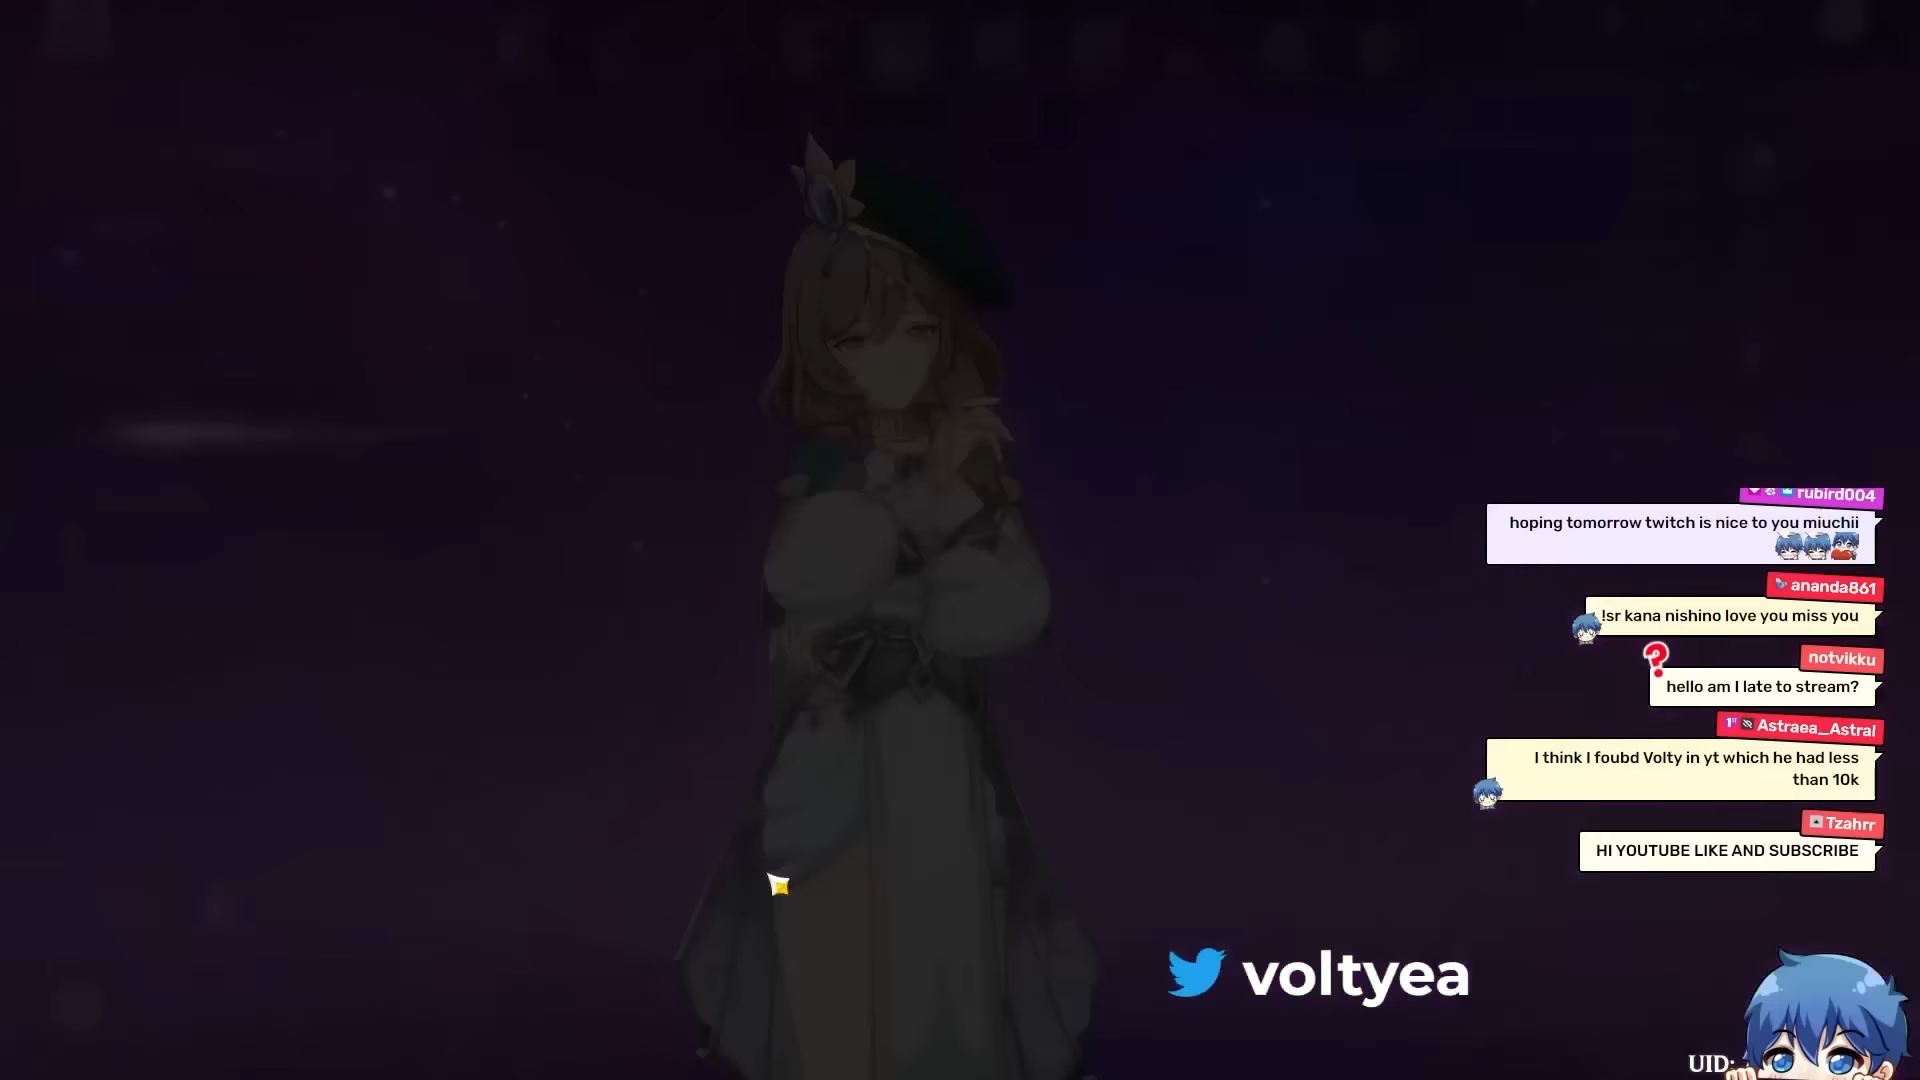 rubird004
hoping tomorrow twitch is nice to you miuchii
ananda861
!sr kana nishino love you miss you
notvikku
hello am I late to stream?
Astraea_Astral
I think I foubd Volty in yt which he had less
than 10k
Tzahrr
HI YOUTUBE LIKE AND SUBSCRIBE
voltyea
UID: